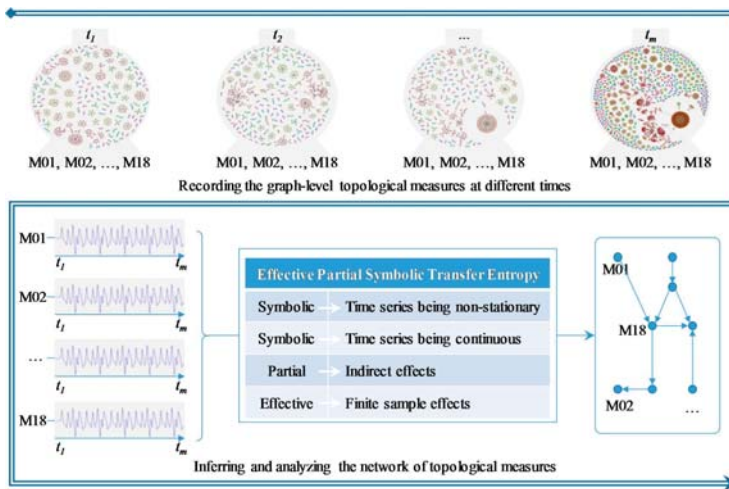 t1 t2 ... tm
M01, M02, ..., M18 M01, M02, ..., M18 M01, M02, ..., M18 M01, M02, ..., M18
Recording the graph-level topological measures at different times
M01
t1 tm
M02
t1 tm
...
t1 tm
M18
t1 tm
Effective Partial Symbolic Transfer Entropy
Symbolic Time series being non-stationary
Symbolic Time series being continuous
Partial Indirect effects
Effective Finite sample effects
M01
M18
M02 ...
Inferring and analyzing the network of topological measures